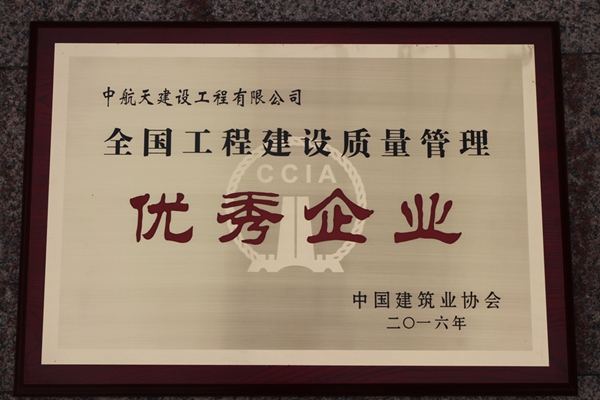 中航天建设工程有限公司
全国工程建设质量管理
CCIA
优秀企业
中国建筑业协会
二〇一六年